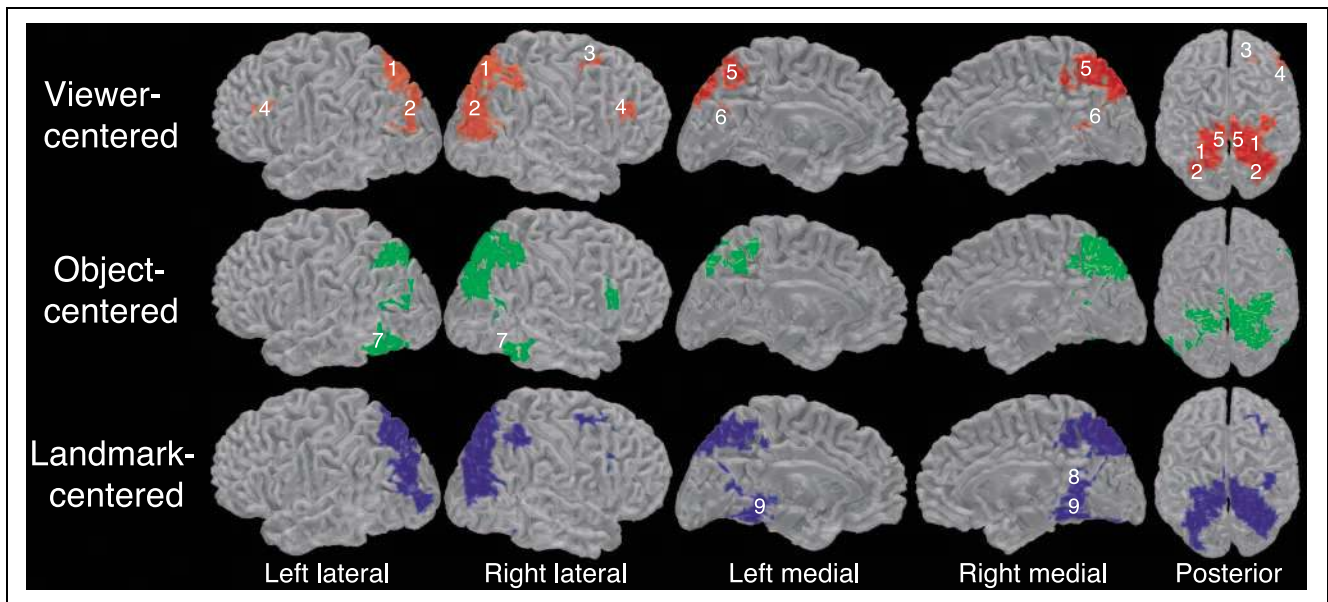 Viewer-
centered
1
2
4
1
2
3
4
5
6
5
6
3
4
5 5
1 1
2 2
Object-
centered
7
7
Landmark-
centered
9
8
9
Left lateral
Right lateral
Left medial
Right medial
Posterior